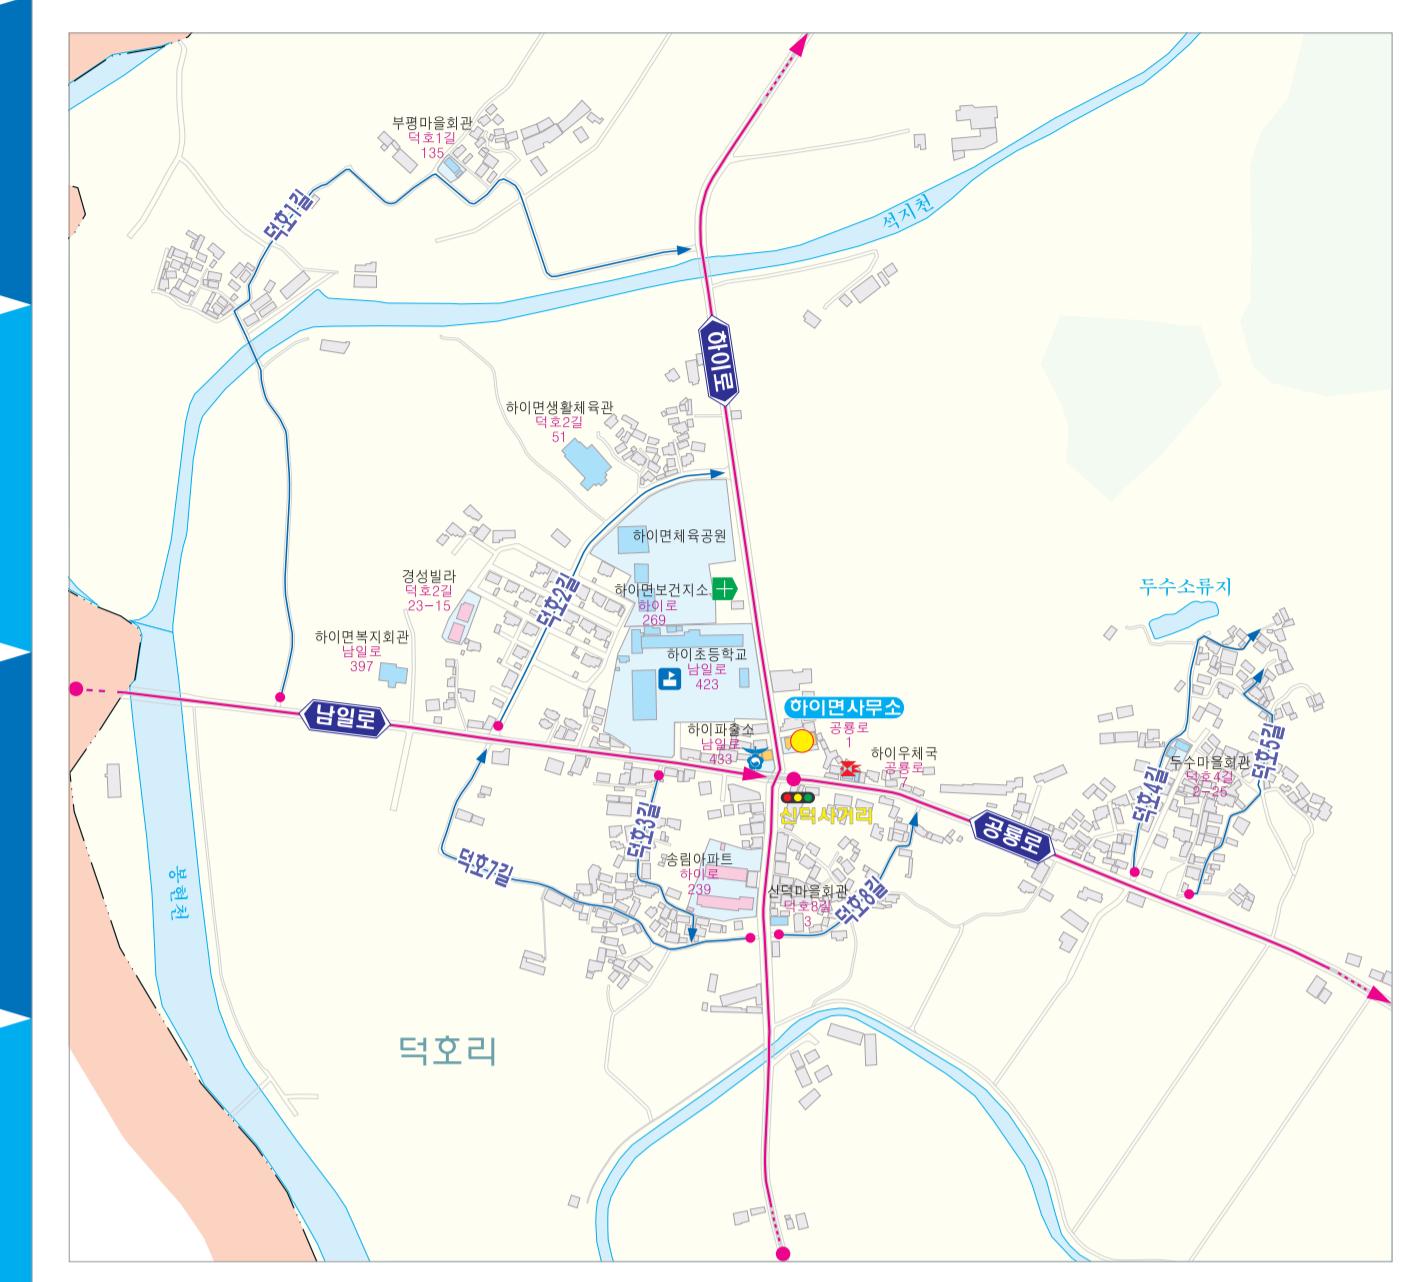 부평마을회관
덕호1길
135
덕호1길
석지천
하이로
하이면생활체육관
덕호2길
51
하이면체육공원
경성빌라
덕호2길
23-15
덕호2길
하이면보건지소
하이로
269
두수소류지
하이면복지회관
남일로
397
하이초등학교
남일로
423
남일로
하이면사무소
공룡로
1
하이파출소
남일로
433
하이우체국
공룡로
7
두수마을회관
덕호4길
2-25
덕호4길
덕호5길
신덕사거리
공룡로
덕호3길
덕호7길
송림아파트
하이로
239
신덕마을회관
덕호8길
3
덕호8길
봉현천
덕호리